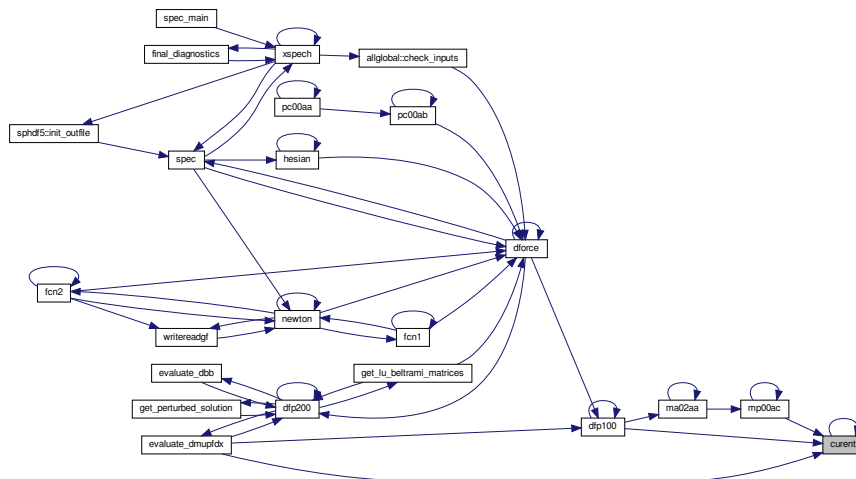 spec_main
final_diagnostics
xspech
allglobal::check_inputs
pc00aa
pc00ab
sphdf5::init_outfile
spec
hesian
dforce
fcn2
newton
writereadgf
fcn1
evaluate_dbb
get_lu_beltrami_matrices
get_perturbed_solution
dfp200
ma02aa
mp00ac
dfp100
evaluate_dmupfdx
curent